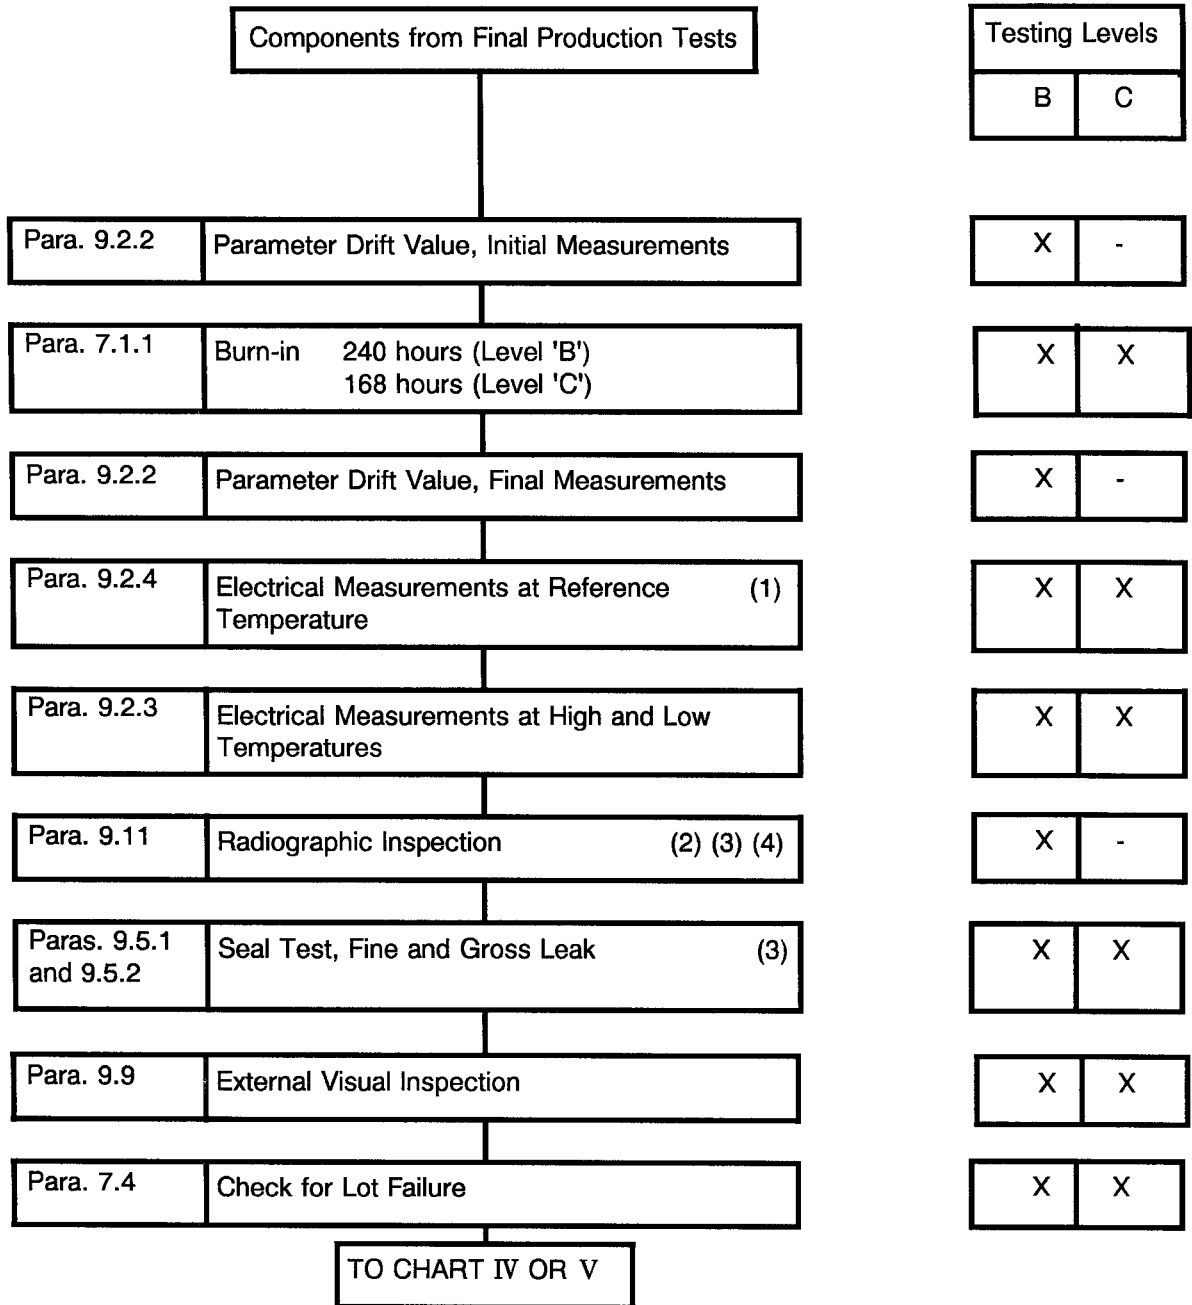 Components from Final Production Tests
Testing Levels
B C
Para. 9.2.2 Parameter Drift Value, Initial Measurements X -
Para. 7.1.1 Burn-in 240 hours (Level 'B') X X
168 hours (Level 'C')
Para. 9.2.2 Parameter Drift Value, Final Measurements X -
Para. 9.2.4 Electrical Measurements at Reference (1) X X
Temperature
Para. 9.2.3 Electrical Measurements at High and Low X X
Temperatures
Para. 9.11 Radiographic Inspection (2) (3) (4) X -
Paras. 9.5.1 Seal Test, Fine and Gross Leak (3) X X
and 9.5.2
Para. 9.9 External Visual Inspection X X
Para. 7.4 Check for Lot Failure X X
TO CHART IV OR V